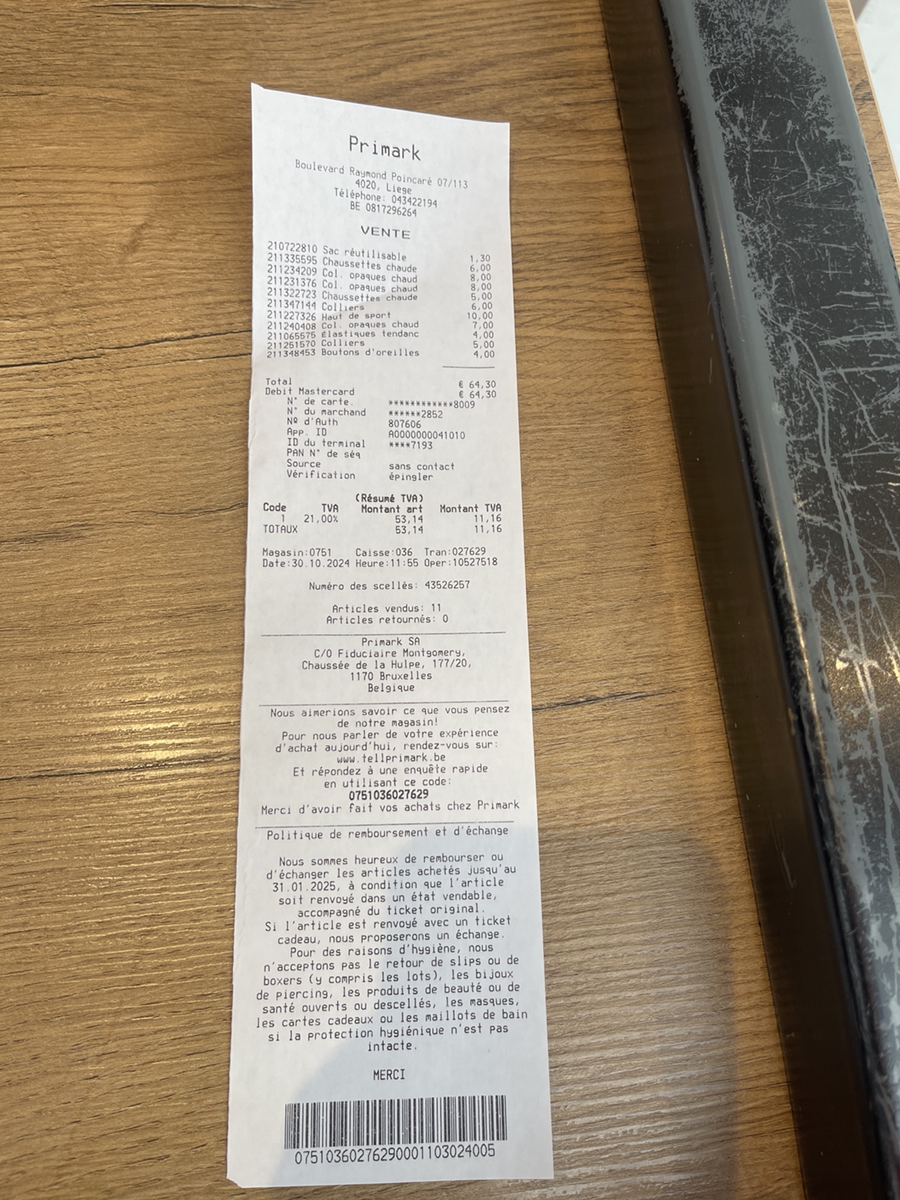 Primark
Boulevard Raymond Poincaré 07/113
4020, Liege
Téléphone: 043422194
BE 0817296264
VENTE
210722810 Sac réutilisable 1,30
211335595 Chaussettes chaude 6,00
211234209 Col. opaques chaud 8,00
211231376 Col. opaques chaud 8,00
211322723 Chaussettes chaude 5,00
211347144 Colliers 6,00
211227326 Haut de sport 10,00
211240408 Col. opaques chaud 7,00
211065575 Élastiques tendanc 4,00
211251570 Colliers 5,00
211348453 Boutons d'oreilles 4,00
Total € 64,30
Debit Mastercard € 64,30
N° de carte. ************8009
N° du marchand ******2852
Nº d'Auth 807606
App. ID A0000000041010
ID du terminal ****7193
PAN N° de séq
Source sans contact
Vérification épingler
(Résumé TVA)
Code TVA Montant art Montant TVA
1 21,00% 53,14 11,16
TOTAUX 53,14 11,16
Magasin:0751 Caisse:036 Tran:027629
Date:30.10.2024 Heure:11:55 Oper:10527518
Numéro des scellés: 43526257
Articles vendus: 11
Articles retournés: 0
Primark SA
C/O Fiduciaire Montgomery,
Chaussée de la Hulpe, 177/20,
1170 Bruxelles
Belgique
Nous aimerions savoir ce que vous pensez
de notre magasin!
Pour nous parler de votre expérience
d'achat aujourd'hui, rendez-vous sur:
www.tellprimark.be
Et répondez à une enquête rapide
en utilisant ce code:
0751036027629
Merci d'avoir fait vos achats chez Primark
Politique de remboursement et d'échange
Nous sommes heureux de rembourser ou
d'échanger les articles achetés jusqu'au
31.01.2025, à condition que l'article
soit renvoyé dans un état vendable,
accompagné du ticket original.
Si l'article est renvoyé avec un ticket
cadeau, nous proposerons un échange.
Pour des raisons d'hygiène, nous
n'acceptons pas le retour de slips ou de
boxers (y compris les lots), les bijoux
de piercing, les produits de beauté ou de
santé ouverts ou descellés, les masques,
les cartes cadeaux ou les maillots de bain
si la protection hygiénique n'est pas
intacte.
MERCI
075103602762900011030240​05